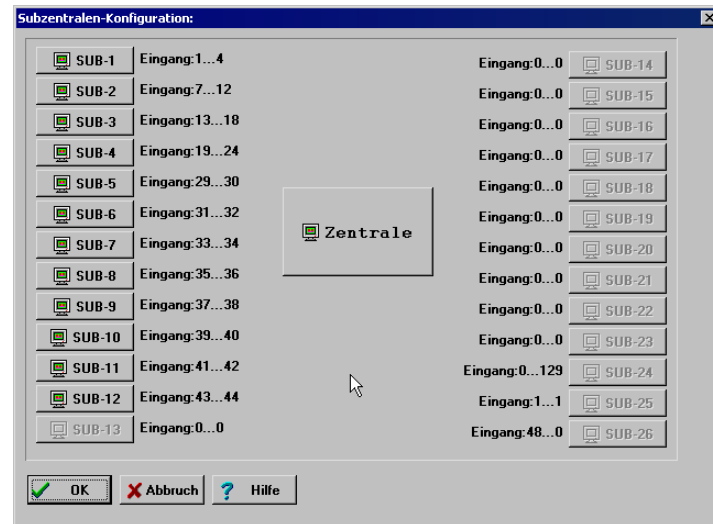 Subzentralen-Konfiguration:
SUB-1 Eingang:1...4
SUB-2 Eingang:7...12
SUB-3 Eingang:13...18
SUB-4 Eingang:19...24
SUB-5 Eingang:29...30
SUB-6 Eingang:31...32
SUB-7 Eingang:33...34
SUB-8 Eingang:35...36
SUB-9 Eingang:37...38
SUB-10 Eingang:39...40
SUB-11 Eingang:41...42
SUB-12 Eingang:43...44
SUB-13 Eingang:0...0
Zentrale
Eingang:0...0 SUB-14
Eingang:0...0 SUB-15
Eingang:0...0 SUB-16
Eingang:0...0 SUB-17
Eingang:0...0 SUB-18
Eingang:0...0 SUB-19
Eingang:0...0 SUB-20
Eingang:0...0 SUB-21
Eingang:0...0 SUB-22
Eingang:0...0 SUB-23
Eingang:0...129 SUB-24
Eingang:1...1 SUB-25
Eingang:48...0 SUB-26
OK Abbruch Hilfe